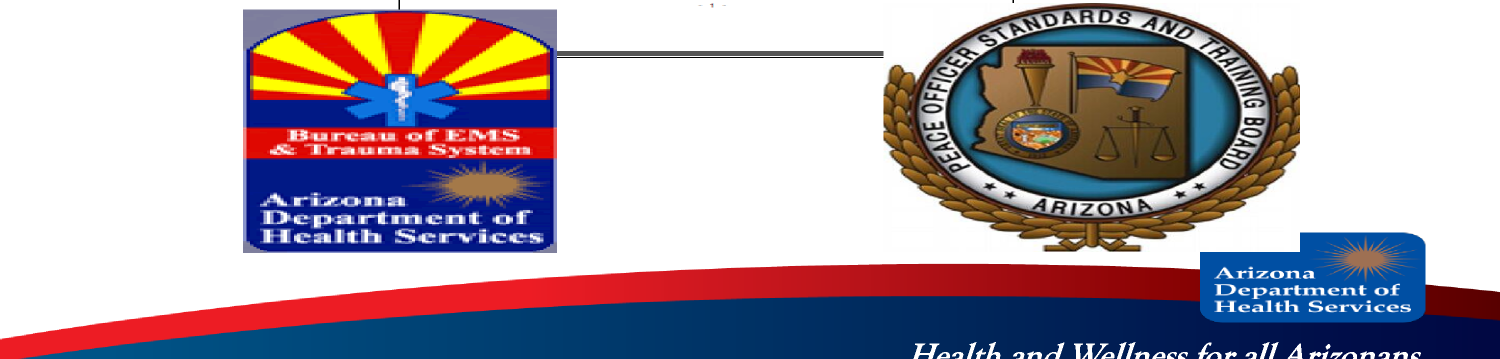 Bureau of EMS
& Trauma System
Arizona
Department of
Health Services
PEACE OFFICER STANDARDS AND TRAINING BOARD
ARIZONA
Arizona
Department of
Health Services
Health and Wellness for all Arizonans